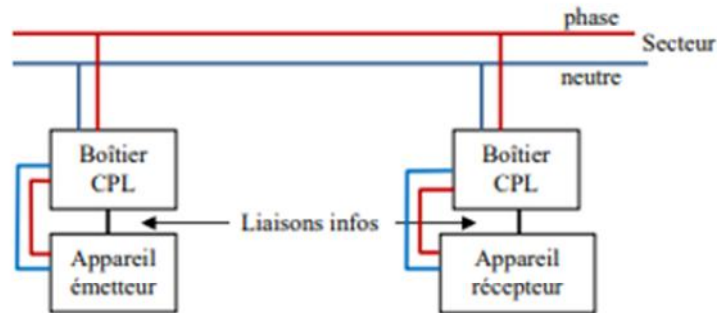 phase
Secteur
neutre
Boîtier
CPL
Boîtier
CPL
Liaisons infos
Appareil
émetteur
Appareil
récepteur